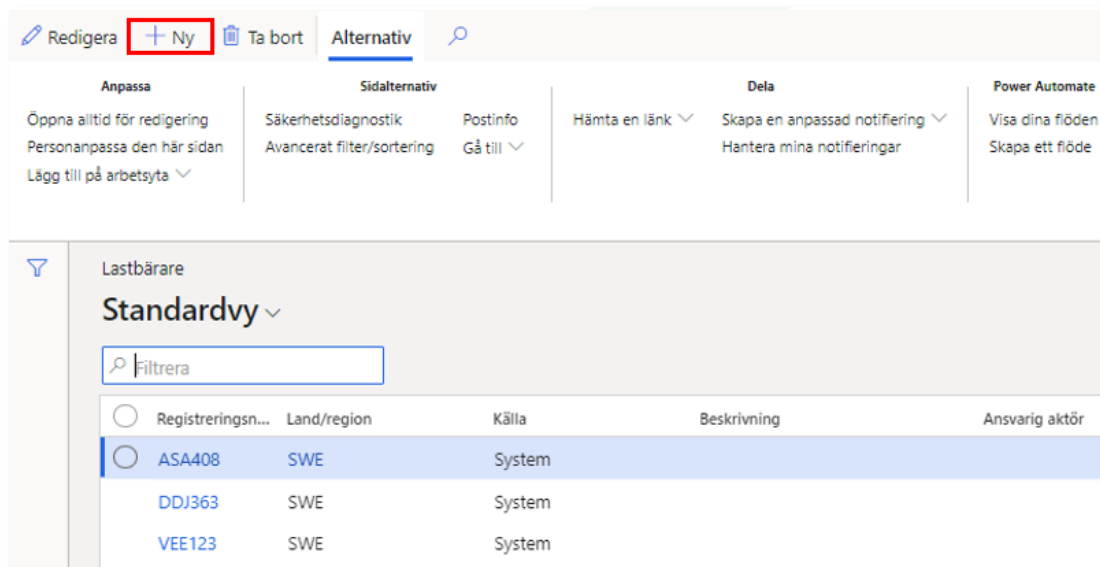 Redigera + Ny Ta bort Alternativ
Anpassa Sidalternativ Dela Power Automate
Öppna alltid för redigering Säkerhetsdiagnostik Postinfo Hämta en länk Skapa en anpassad notifiering Visa dina flöden
Personanpassa den här sidan Avancerat filter/sortering Gå till Hantera mina notifieringar Skapa ett flöde
Lägg till på arbetsyta
Lastbärare
Standardvy
Filtrera
Registreringsn... Land/region Källa Beskrivning Ansvarig aktör
ASA408 SWE System
DDJ363 SWE System
VEE123 SWE System